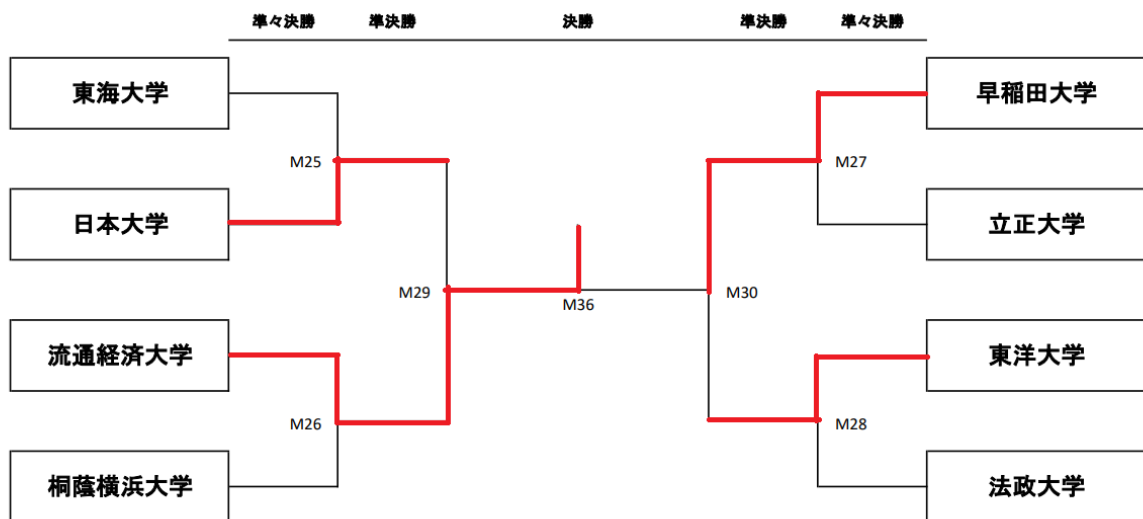 準々決勝 準決勝 決勝 準決勝 準々決勝
東海大学 早稲田大学
M25 M27
日本大学 立正大学
M29 M30
M36
流通経済大学 東洋大学
M26 M28
桐蔭横浜大学 法政大学